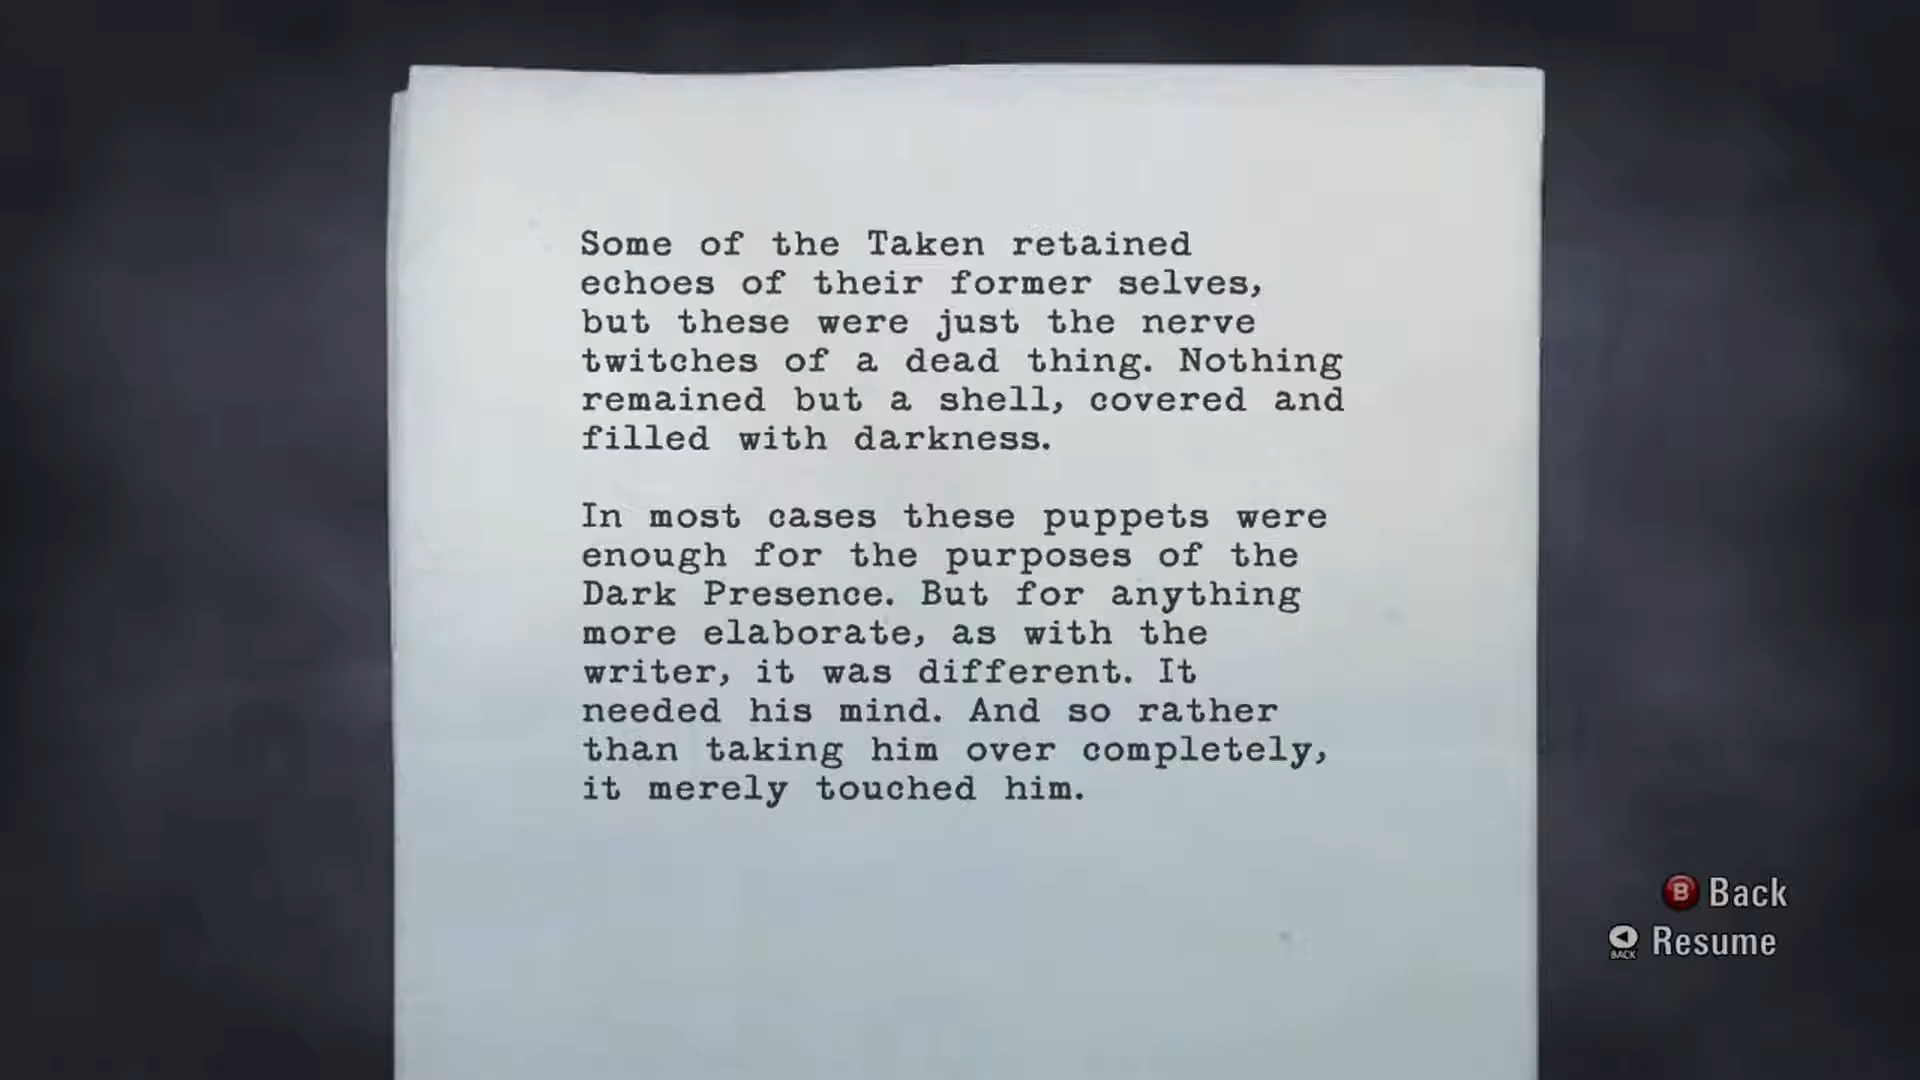 Some of the Taken retained
echoes of their former selves,
but these were just the nerve
twitches of a dead thing. Nothing
remained but a shell, covered and
filled with darkness.
In most cases these puppets were
enough for the purposes of the
Dark Presence. But for anything
more elaborate, as with the
writer, it was different. It
needed his mind. And so rather
than taking him over completely,
it merely touched him.
B Back
BACK Resume